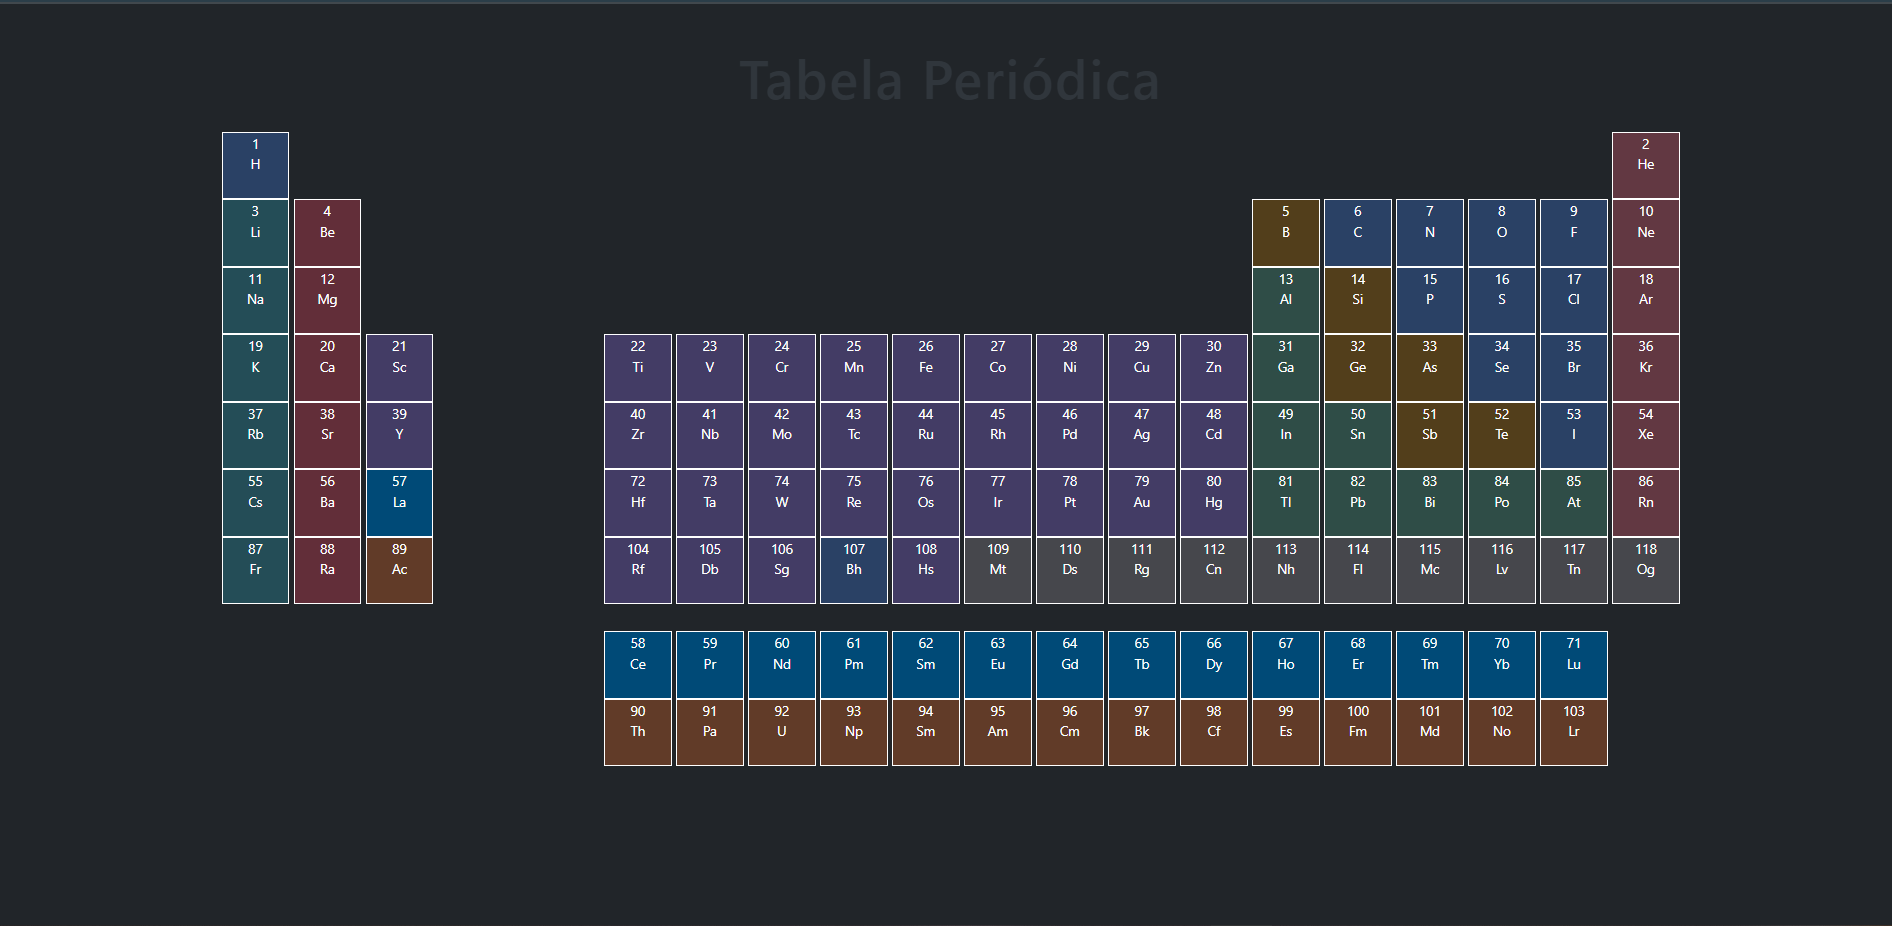 Tabela Periódica
1 2
H He
3 4 5 6 7 8 9 10
Li Be B C N O F Ne
11 12 13 14 15 16 17 18
Na Mg Al Si P S Cl Ar
19 20 21 22 23 24 25 26 27 28 29 30 31 32 33 34 35 36
K Ca Sc Ti V Cr Mn Fe Co Ni Cu Zn Ga Ge As Se Br Kr
37 38 39 40 41 42 43 44 45 46 47 48 49 50 51 52 53 54
Rb Sr Y Zr Nb Mo Tc Ru Rh Pd Ag Cd In Sn Sb Te I Xe
55 56 57 72 73 74 75 76 77 78 79 80 81 82 83 84 85 86
Cs Ba La Hf Ta W Re Os Ir Pt Au Hg Tl Pb Bi Po At Rn
87 88 89 104 105 106 107 108 109 110 111 112 113 114 115 116 117 118
Fr Ra Ac Rf Db Sg Bh Hs Mt Ds Rg Cn Nh Fl Mc Lv Tn Og
58 59 60 61 62 63 64 65 66 67 68 69 70 71
Ce Pr Nd Pm Sm Eu Gd Tb Dy Ho Er Tm Yb Lu
90 91 92 93 94 95 96 97 98 99 100 101 102 103
Th Pa U Np Sm Am Cm Bk Cf Es Fm Md No Lr